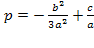 p = − b²/3a² + c/a